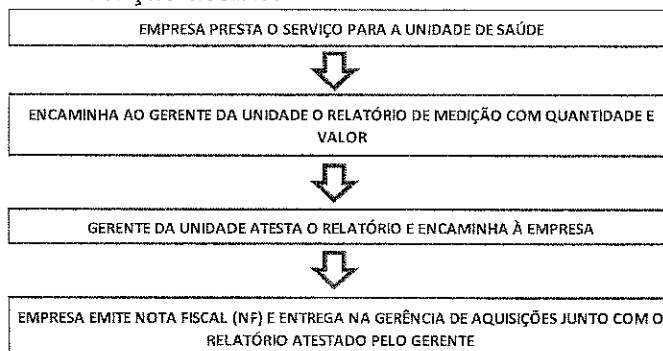 EMPRESA PRESTA O SERVIÇO PARA A UNIDADE DE SAÚDE
ENCAMINHA AO GERENTE DA UNIDADE O RELATÓRIO DE MEDIÇÃO COM QUANTIDADE E
VALOR
GERENTE DA UNIDADE ATESTA O RELATÓRIO E ENCAMINHA À EMPRESA
EMPRESA EMITE NOTA FISCAL (NF) E ENTREGA NA GERÊNCIA DE AQUISIÇÕES JUNTO COM O
RELATÓRIO ATESTADO PELO GERENTE